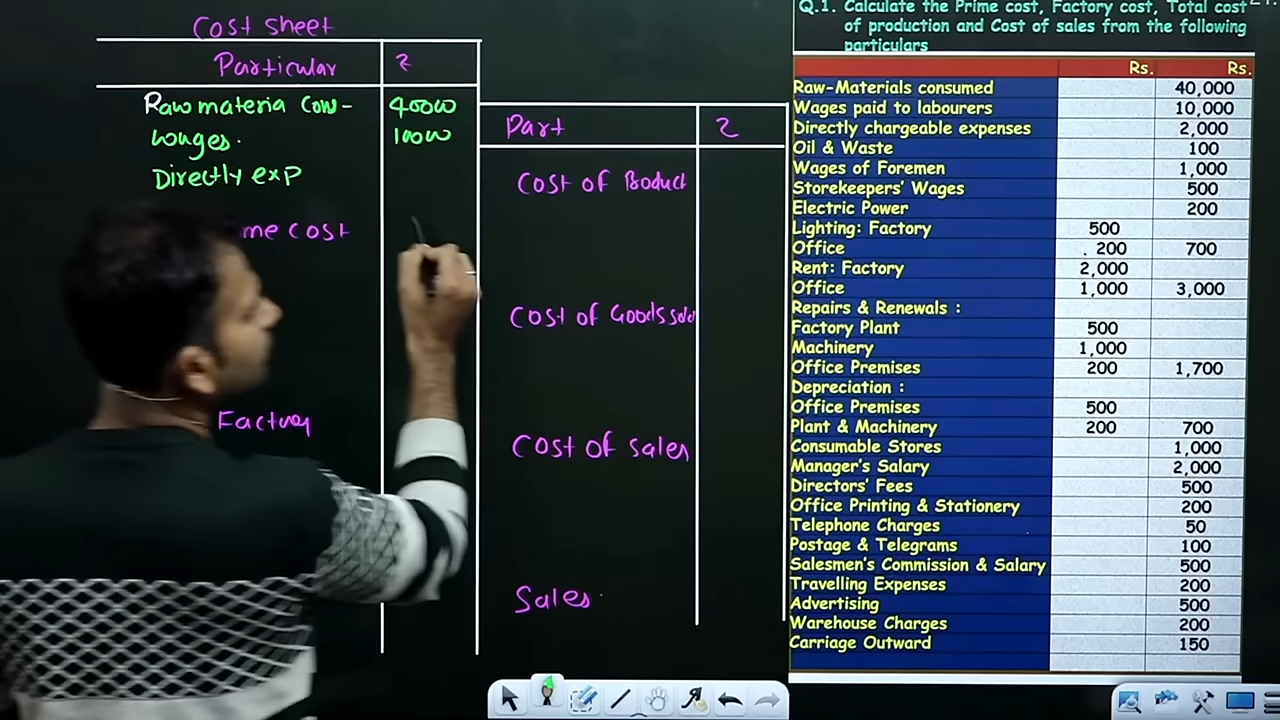 Cost sheet
Particular ₹
Raw materia Con- 40000
wages. 10000
Directly exp
me cost
Factory
Part ₹
Cost of Product
Cost of Goods sold
Cost of sales
Sales
Q.1. Calculate the Prime cost, Factory cost, Total cost
of production and Cost of sales from the following
particulars
Rs. Rs.
Raw-Materials consumed 40,000
Wages paid to labourers 10,000
Directly chargeable expenses 2,000
Oil & Waste 100
Wages of Foremen 1,000
Storekeepers' Wages 500
Electric Power 200
Lighting: Factory 500
Office 200 700
Rent: Factory 2,000
Office 1,000 3,000
Repairs & Renewals :
Factory Plant 500
Machinery 1,000
Office Premises 200 1,700
Depreciation :
Office Premises 500
Plant & Machinery 200 700
Consumable Stores 1,000
Manager's Salary 2,000
Directors' Fees 500
Office Printing & Stationery 200
Telephone Charges 50
Postage & Telegrams 100
Salesmen's Commission & Salary 500
Travelling Expenses 200
Advertising 500
Warehouse Charges 200
Carriage Outward 150